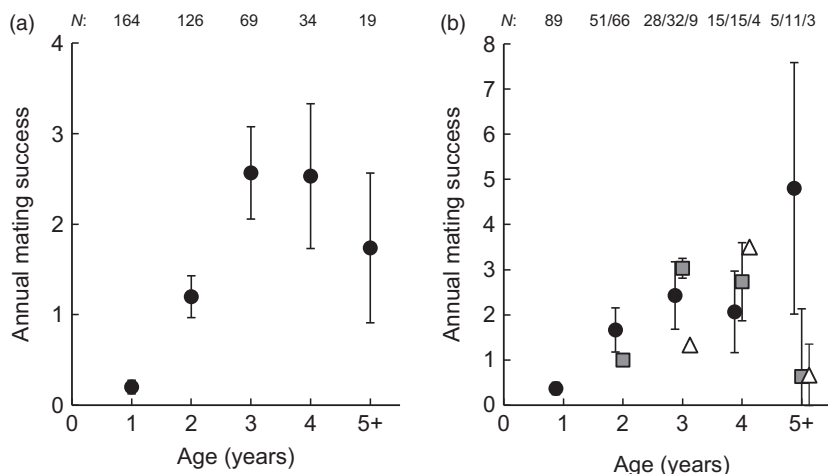 (a)
N: 164 126 69 34 19
4
3
2
1
0
Annual mating success
0 1 2 3 4 5+
Age (years)
(b)
N: 89 51/66 28/32/9 15/15/4 5/11/3
8
7
6
5
4
3
2
1
0
Annual mating success
0 1 2 3 4 5+
Age (years)